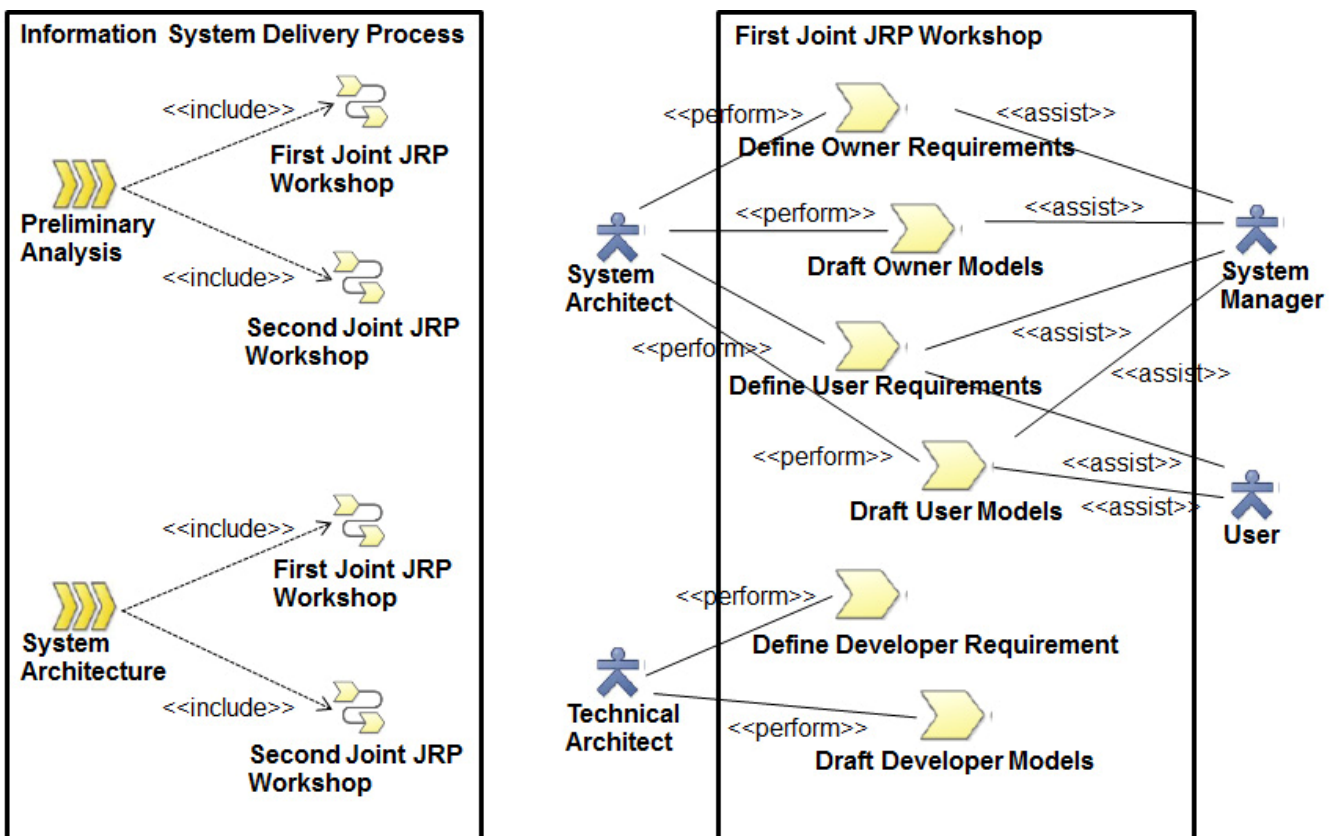 Information System Delivery Process
<<include>>
First Joint JRP
Workshop
Preliminary
Analysis
<<include>>
Second Joint JRP
Workshop
<<include>>
First Joint JRP
Workshop
System
Architecture
<<include>>
Second Joint JRP
Workshop
First Joint JRP Workshop
<<perform>>
<<assist>>
Define Owner Requirements
<<perform>>
<<assist>>
System
Architect
Draft Owner Models
System
Manager
<<perform>>
<<assist>>
Define User Requirements
<<assist>>
<<perform>>
<<assist>>
Draft User Models
<<assist>>
User
<<perform>>
Define Developer Requirement
Technical
Architect
<<perform>>
Draft Developer Models